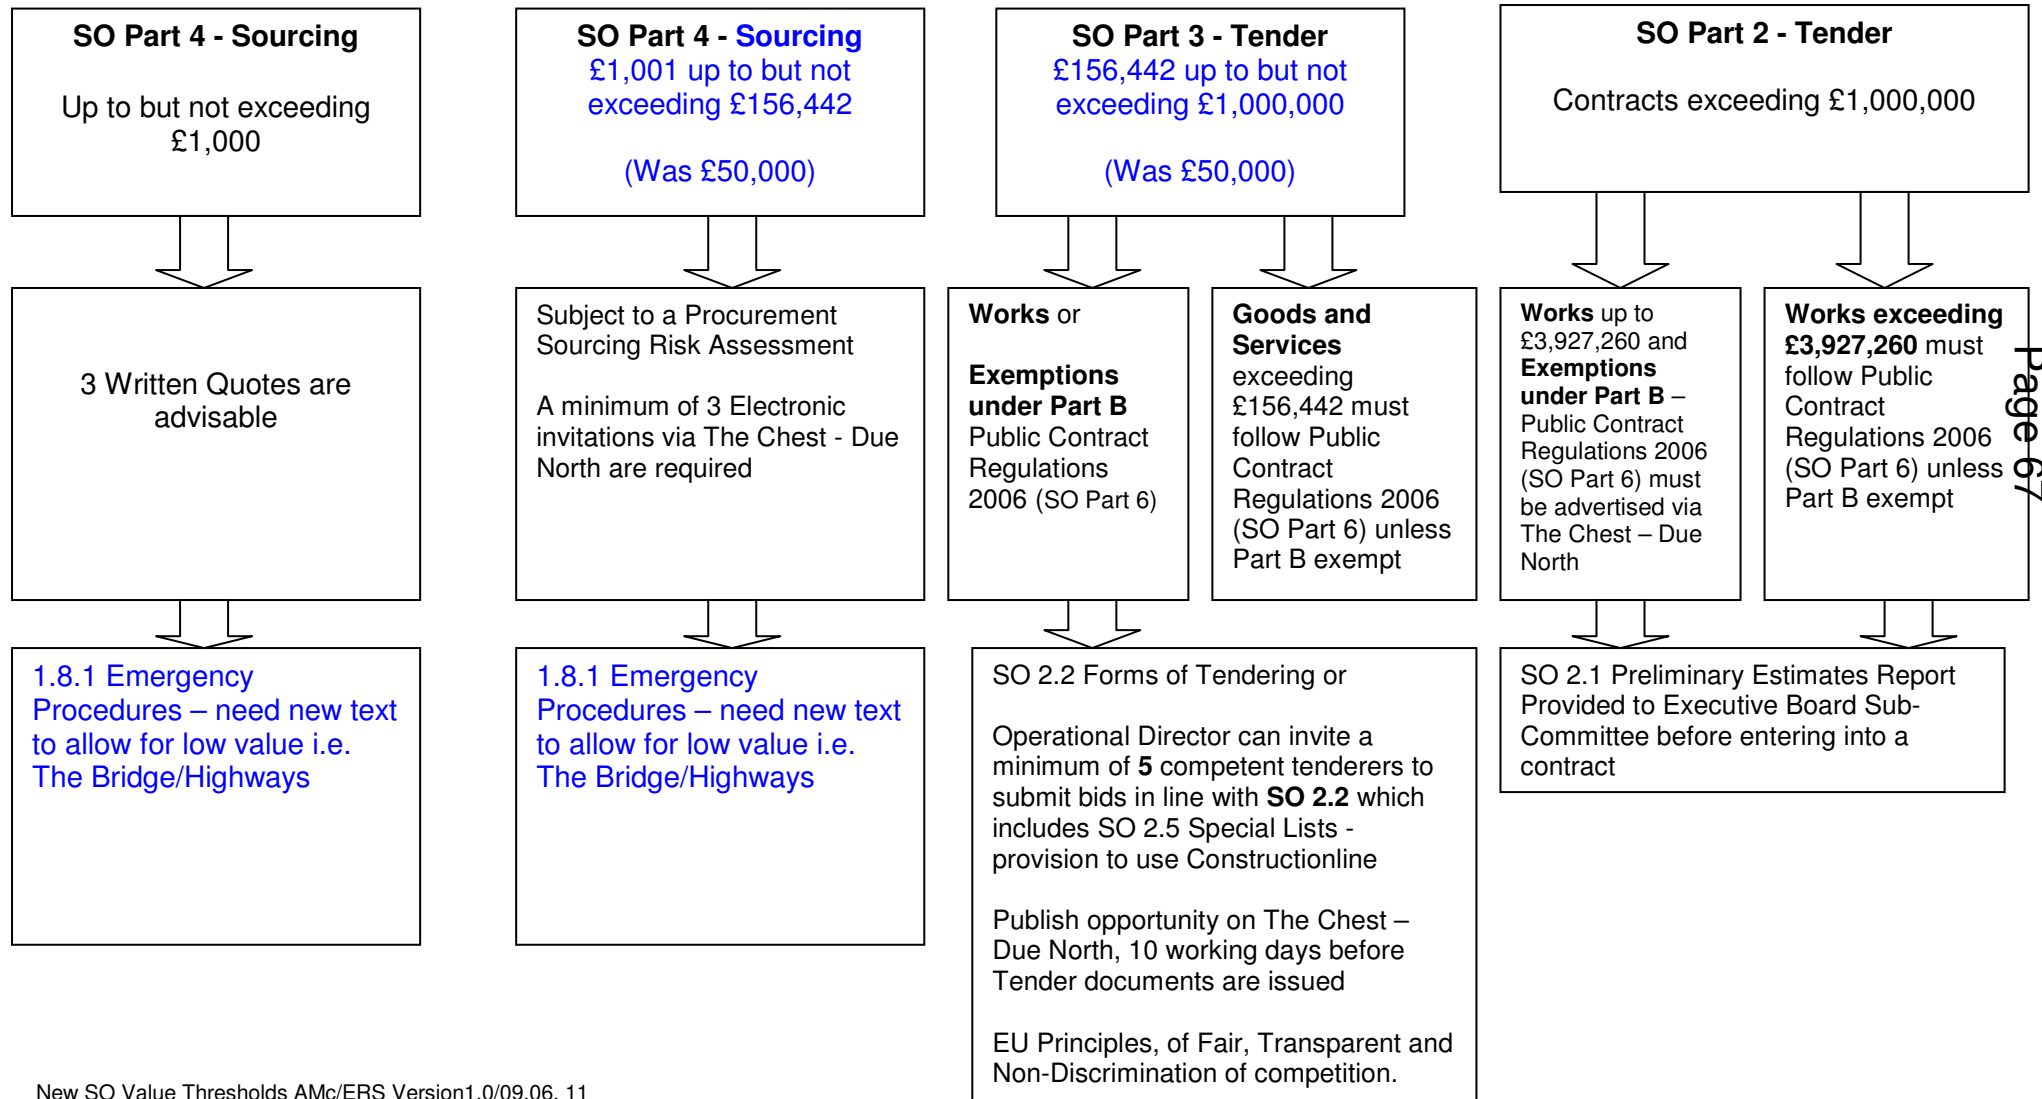 SO Part 4 - Sourcing
Up to but not exceeding
£1,000
SO Part 4 - Sourcing
£1,001 up to but not
exceeding £156,442
(Was £50,000)
SO Part 3 - Tender
£156,442 up to but not
exceeding £1,000,000
(Was £50,000)
SO Part 2 - Tender
Contracts exceeding £1,000,000
3 Written Quotes are
advisable
Subject to a Procurement
Sourcing Risk Assessment
A minimum of 3 Electronic
invitations via The Chest - Due
North are required
Works or
Exemptions
under Part B
Public Contract
Regulations
2006 (SO Part 6)
Goods and
Services
exceeding
£156,442 must
follow Public
Contract
Regulations 2006
(SO Part 6) unless
Part B exempt
Works up to
£3,927,260 and
Exemptions
under Part B –
Public Contract
Regulations 2006
(SO Part 6) must
be advertised via
The Chest – Due
North
Works exceeding
£3,927,260 must
follow Public
Contract
Regulations 2006
(SO Part 6) unless
Part B exempt
Page 67
1.8.1 Emergency
Procedures – need new text
to allow for low value i.e.
The Bridge/Highways
1.8.1 Emergency
Procedures – need new text
to allow for low value i.e.
The Bridge/Highways
SO 2.2 Forms of Tendering or
Operational Director can invite a
minimum of 5 competent tenderers to
submit bids in line with SO 2.2 which
includes SO 2.5 Special Lists -
provision to use Constructionline
Publish opportunity on The Chest –
Due North, 10 working days before
Tender documents are issued
EU Principles, of Fair, Transparent and
Non-Discrimination of competition.
SO 2.1 Preliminary Estimates Report
Provided to Executive Board Sub-
Committee before entering into a
contract
New SO Value Thresholds AMc/ERS Version1.0/09.06. 11